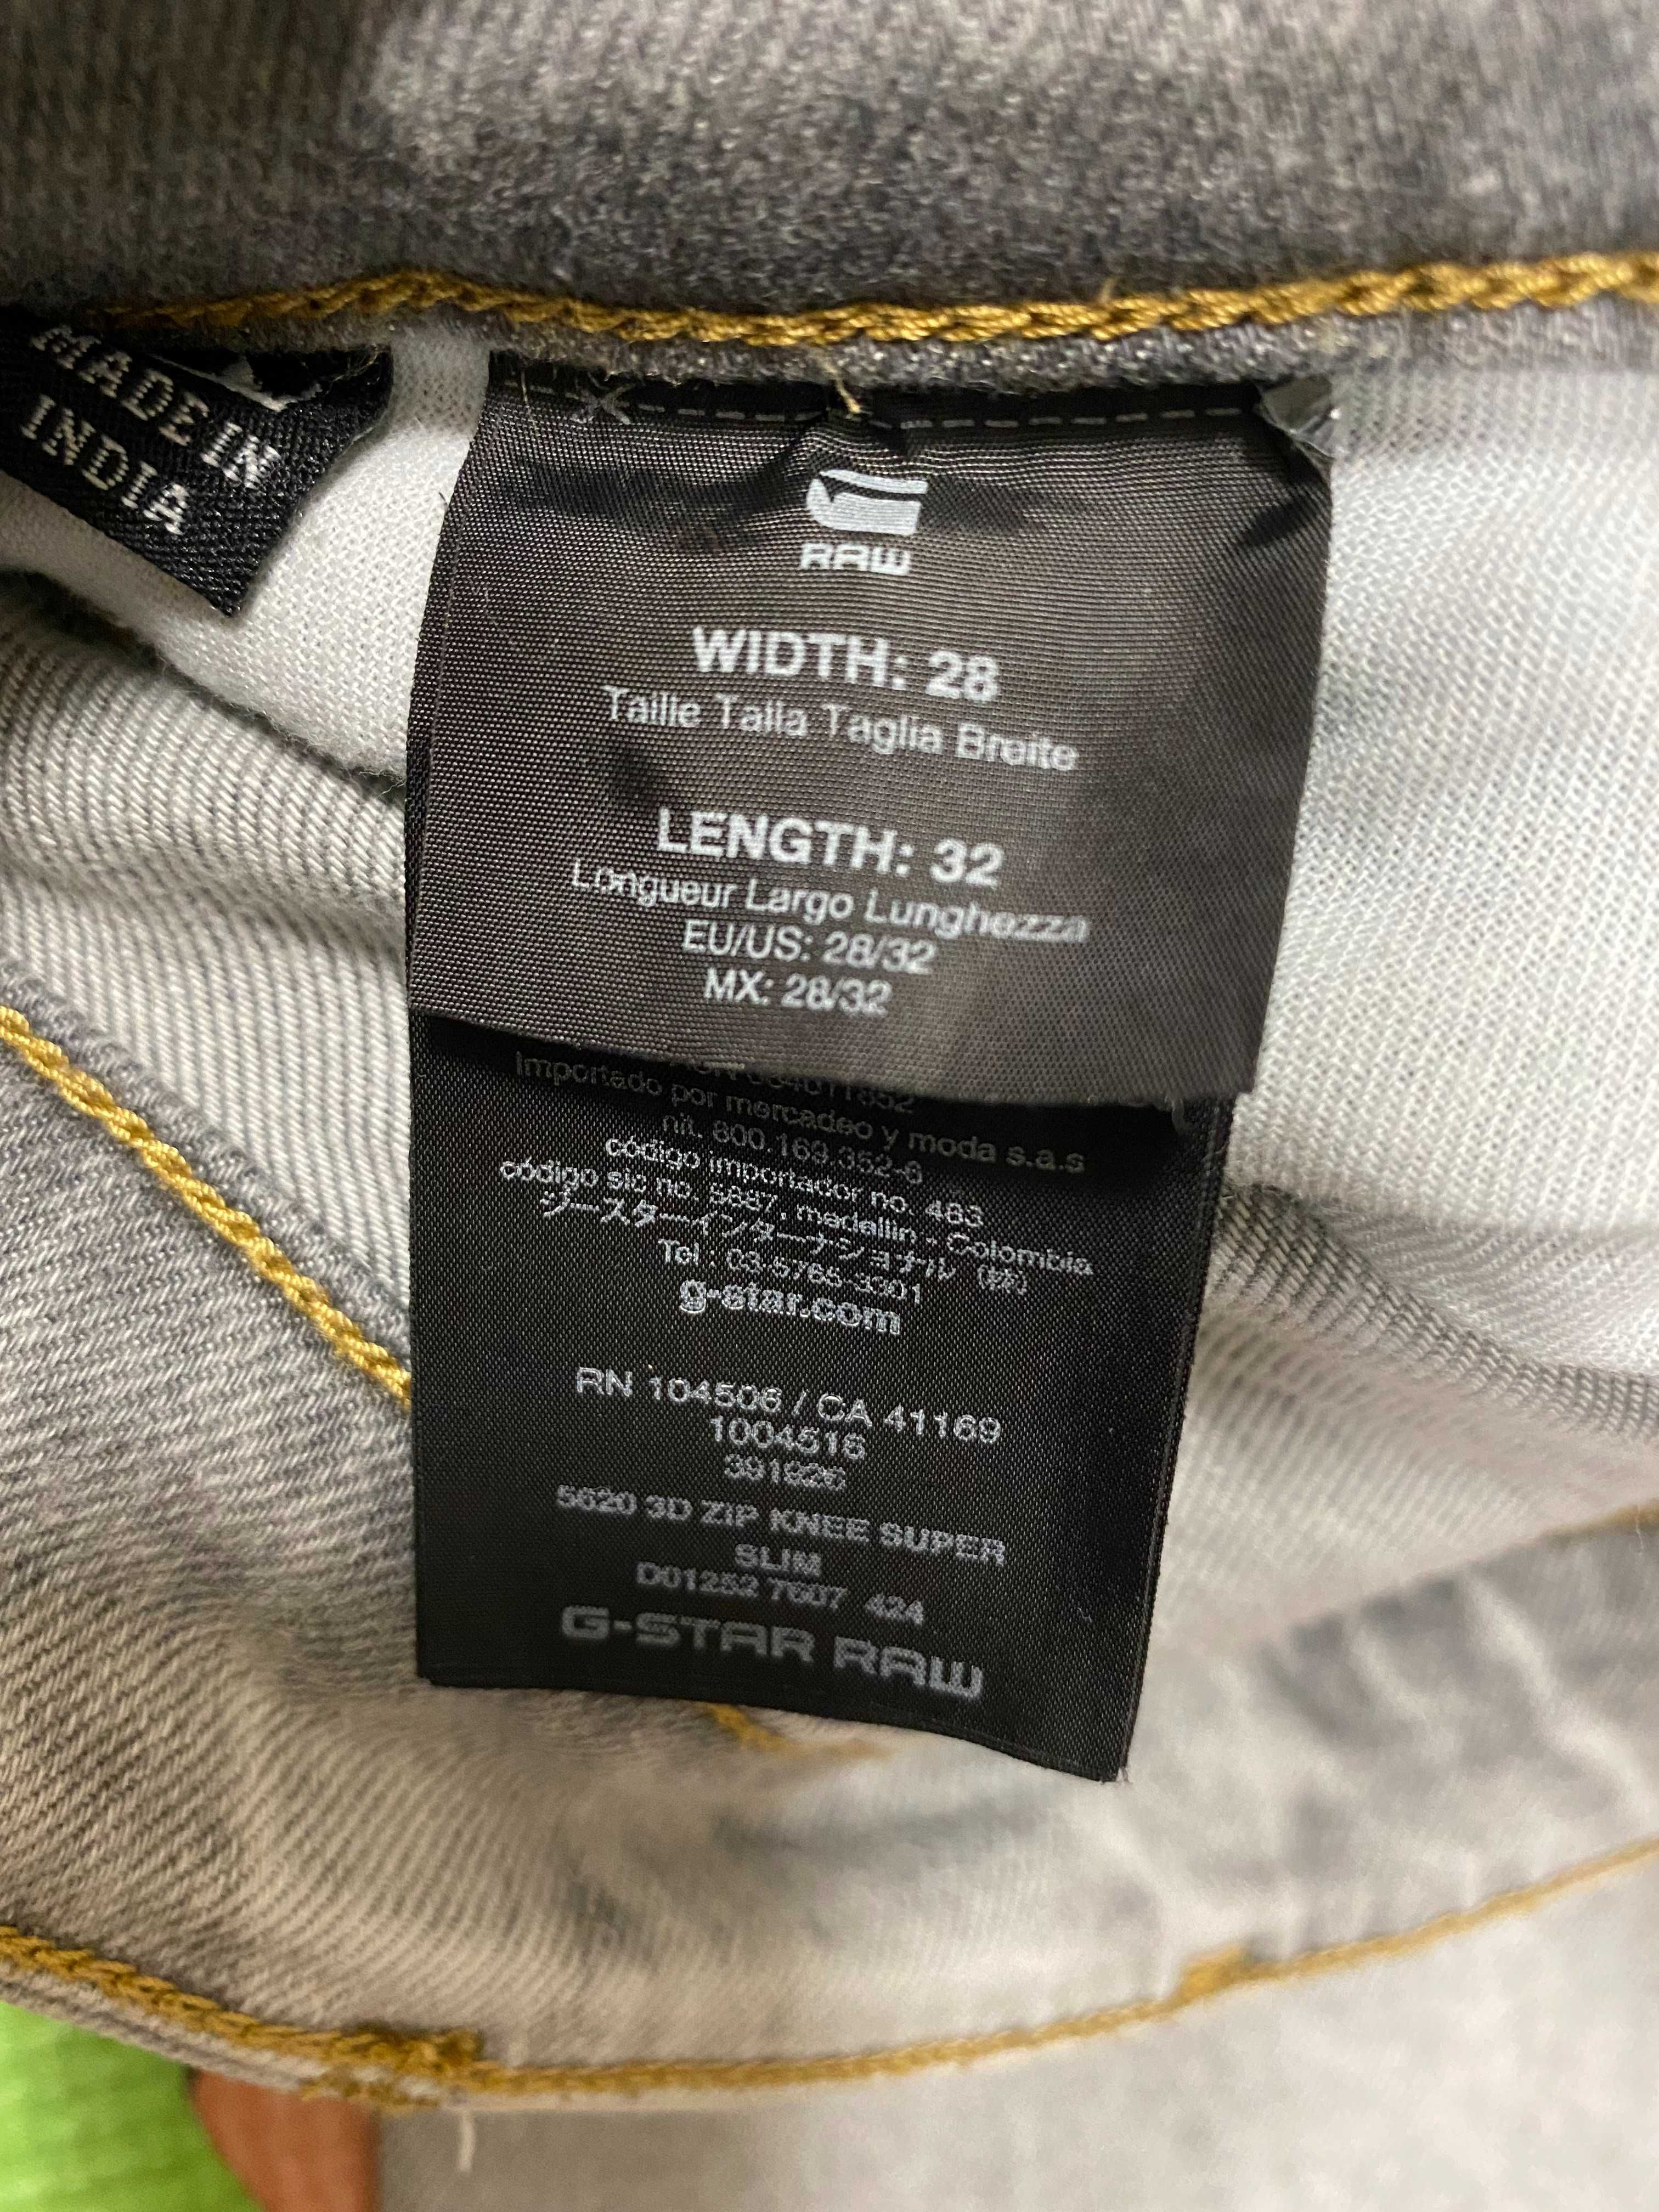 MADE IN
INDIA
RAW
WIDTH: 28
Taille Talla Taglia Breite
LENGTH: 32
Longueur Largo Lunghezza
EU/US: 28/32
MX: 28/32
Importado por mercadeo y moda s.a.s
nit. 800.169.352-6
código importador no. 483
código sic no. 5887, medellin - Colombia
ジースターインターナショナル (株)
Tel : 03-5765-3301
g-star.com
RN 104506 / CA 41169
1004516
391926
5620 3D ZIP KNEE SUPER
SLIM
D01252 7607 424
G-STAR RAW